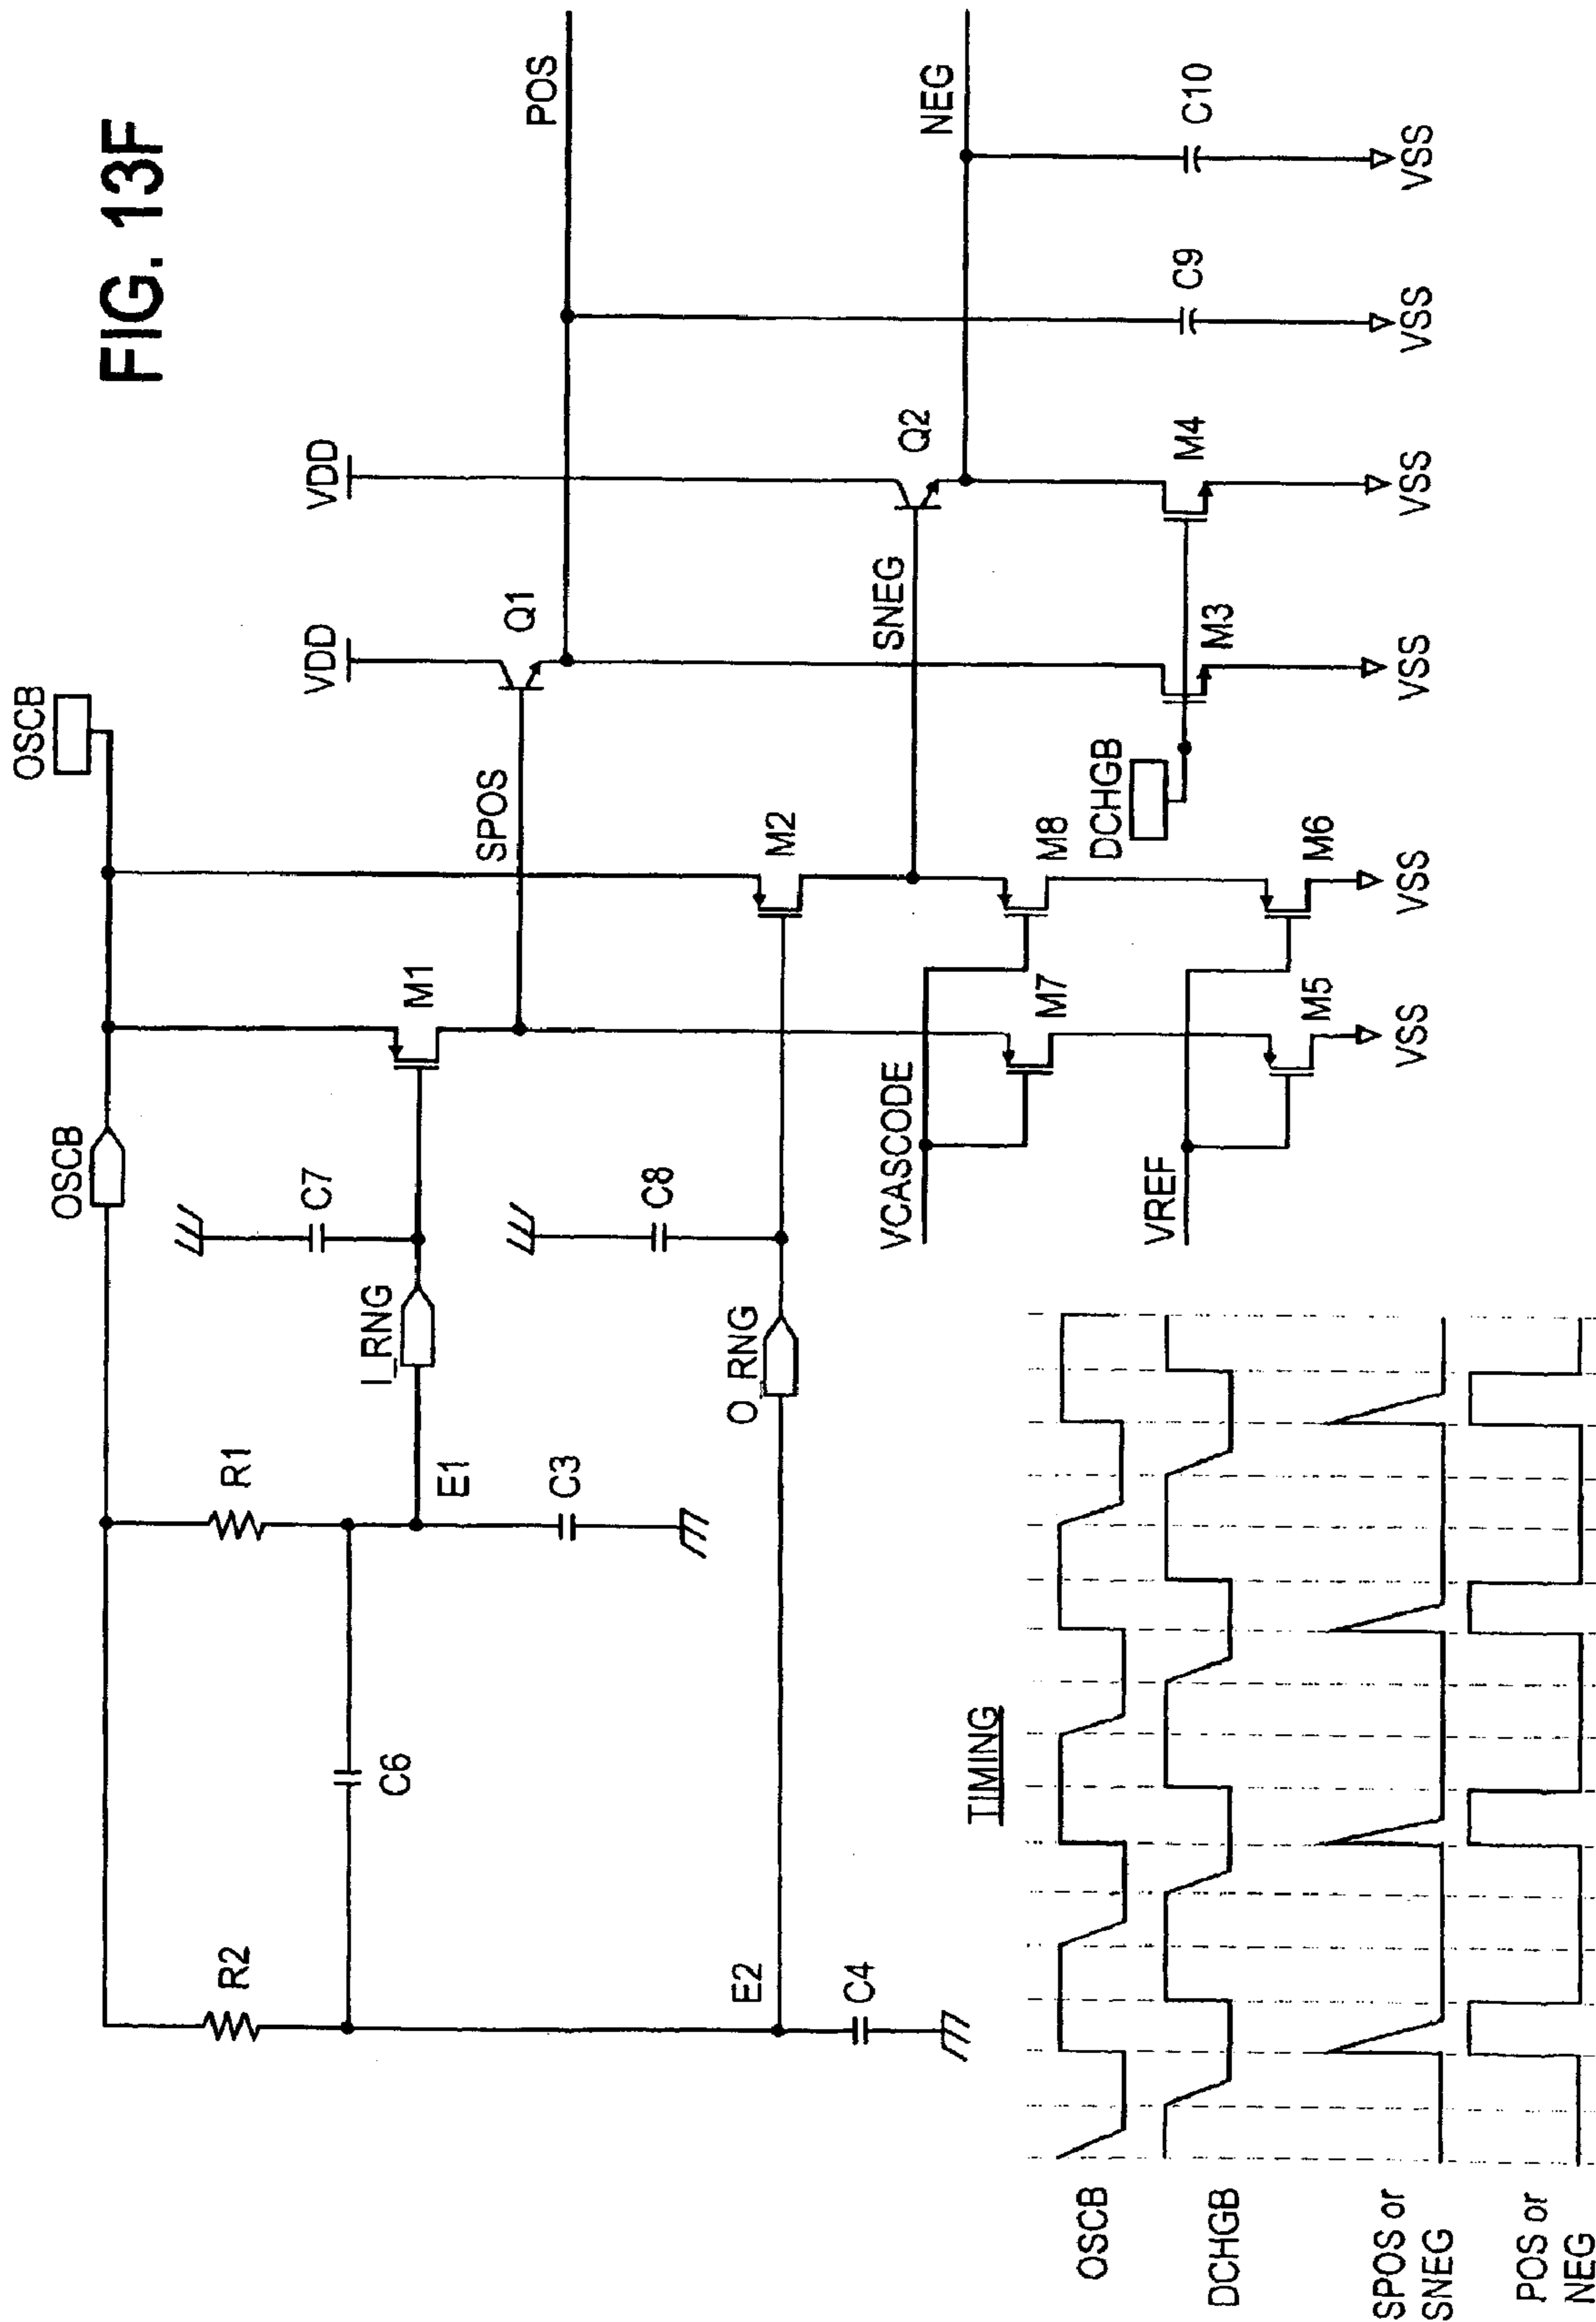 FIG. 13F
OSCB
OSCB
R2
R1
C6
E1
C3
I_RNG
C7
M1
SPOS
VDD
Q1
POS
E2
C4
O_RNG
C8
M2
SNEG
VDD
Q2
NEG
VCASCODE
M7
M8
DCHGB
M3
M4
C9
C10
VREF
M5
M6
VSS
VSS
VSS
VSS
VSS
VSS
TIMING
OSCB
DCHGB
SPOS or
SNEG
POS or
NEG